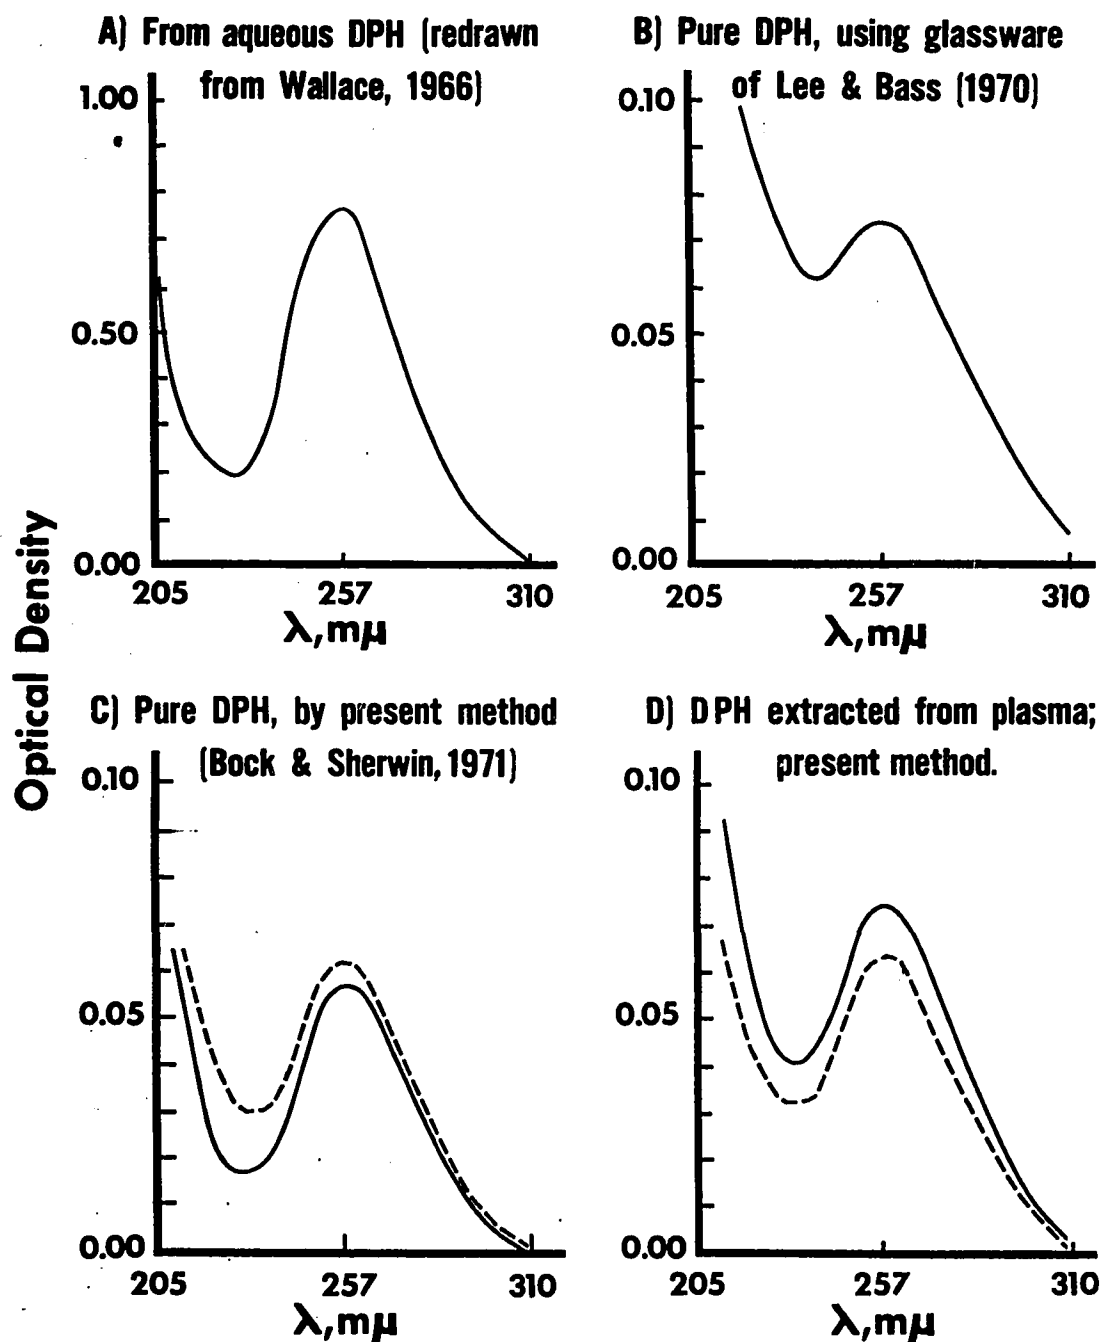 A) From aqueous DPH (redrawn
from Wallace, 1966)
1.00
0.50
0.00
205 257 310
λ,mμ
B) Pure DPH, using glassware
of Lee & Bass (1970)
0.10
0.05
0.00
205 257 310
λ,mμ
Optical Density
C) Pure DPH, by present method
(Bock & Sherwin, 1971)
0.10
0.05
0.00
205 257 310
λ,mμ
D) DPH extracted from plasma;
present method.
0.10
0.05
0.00
205 257 310
λ,mμ